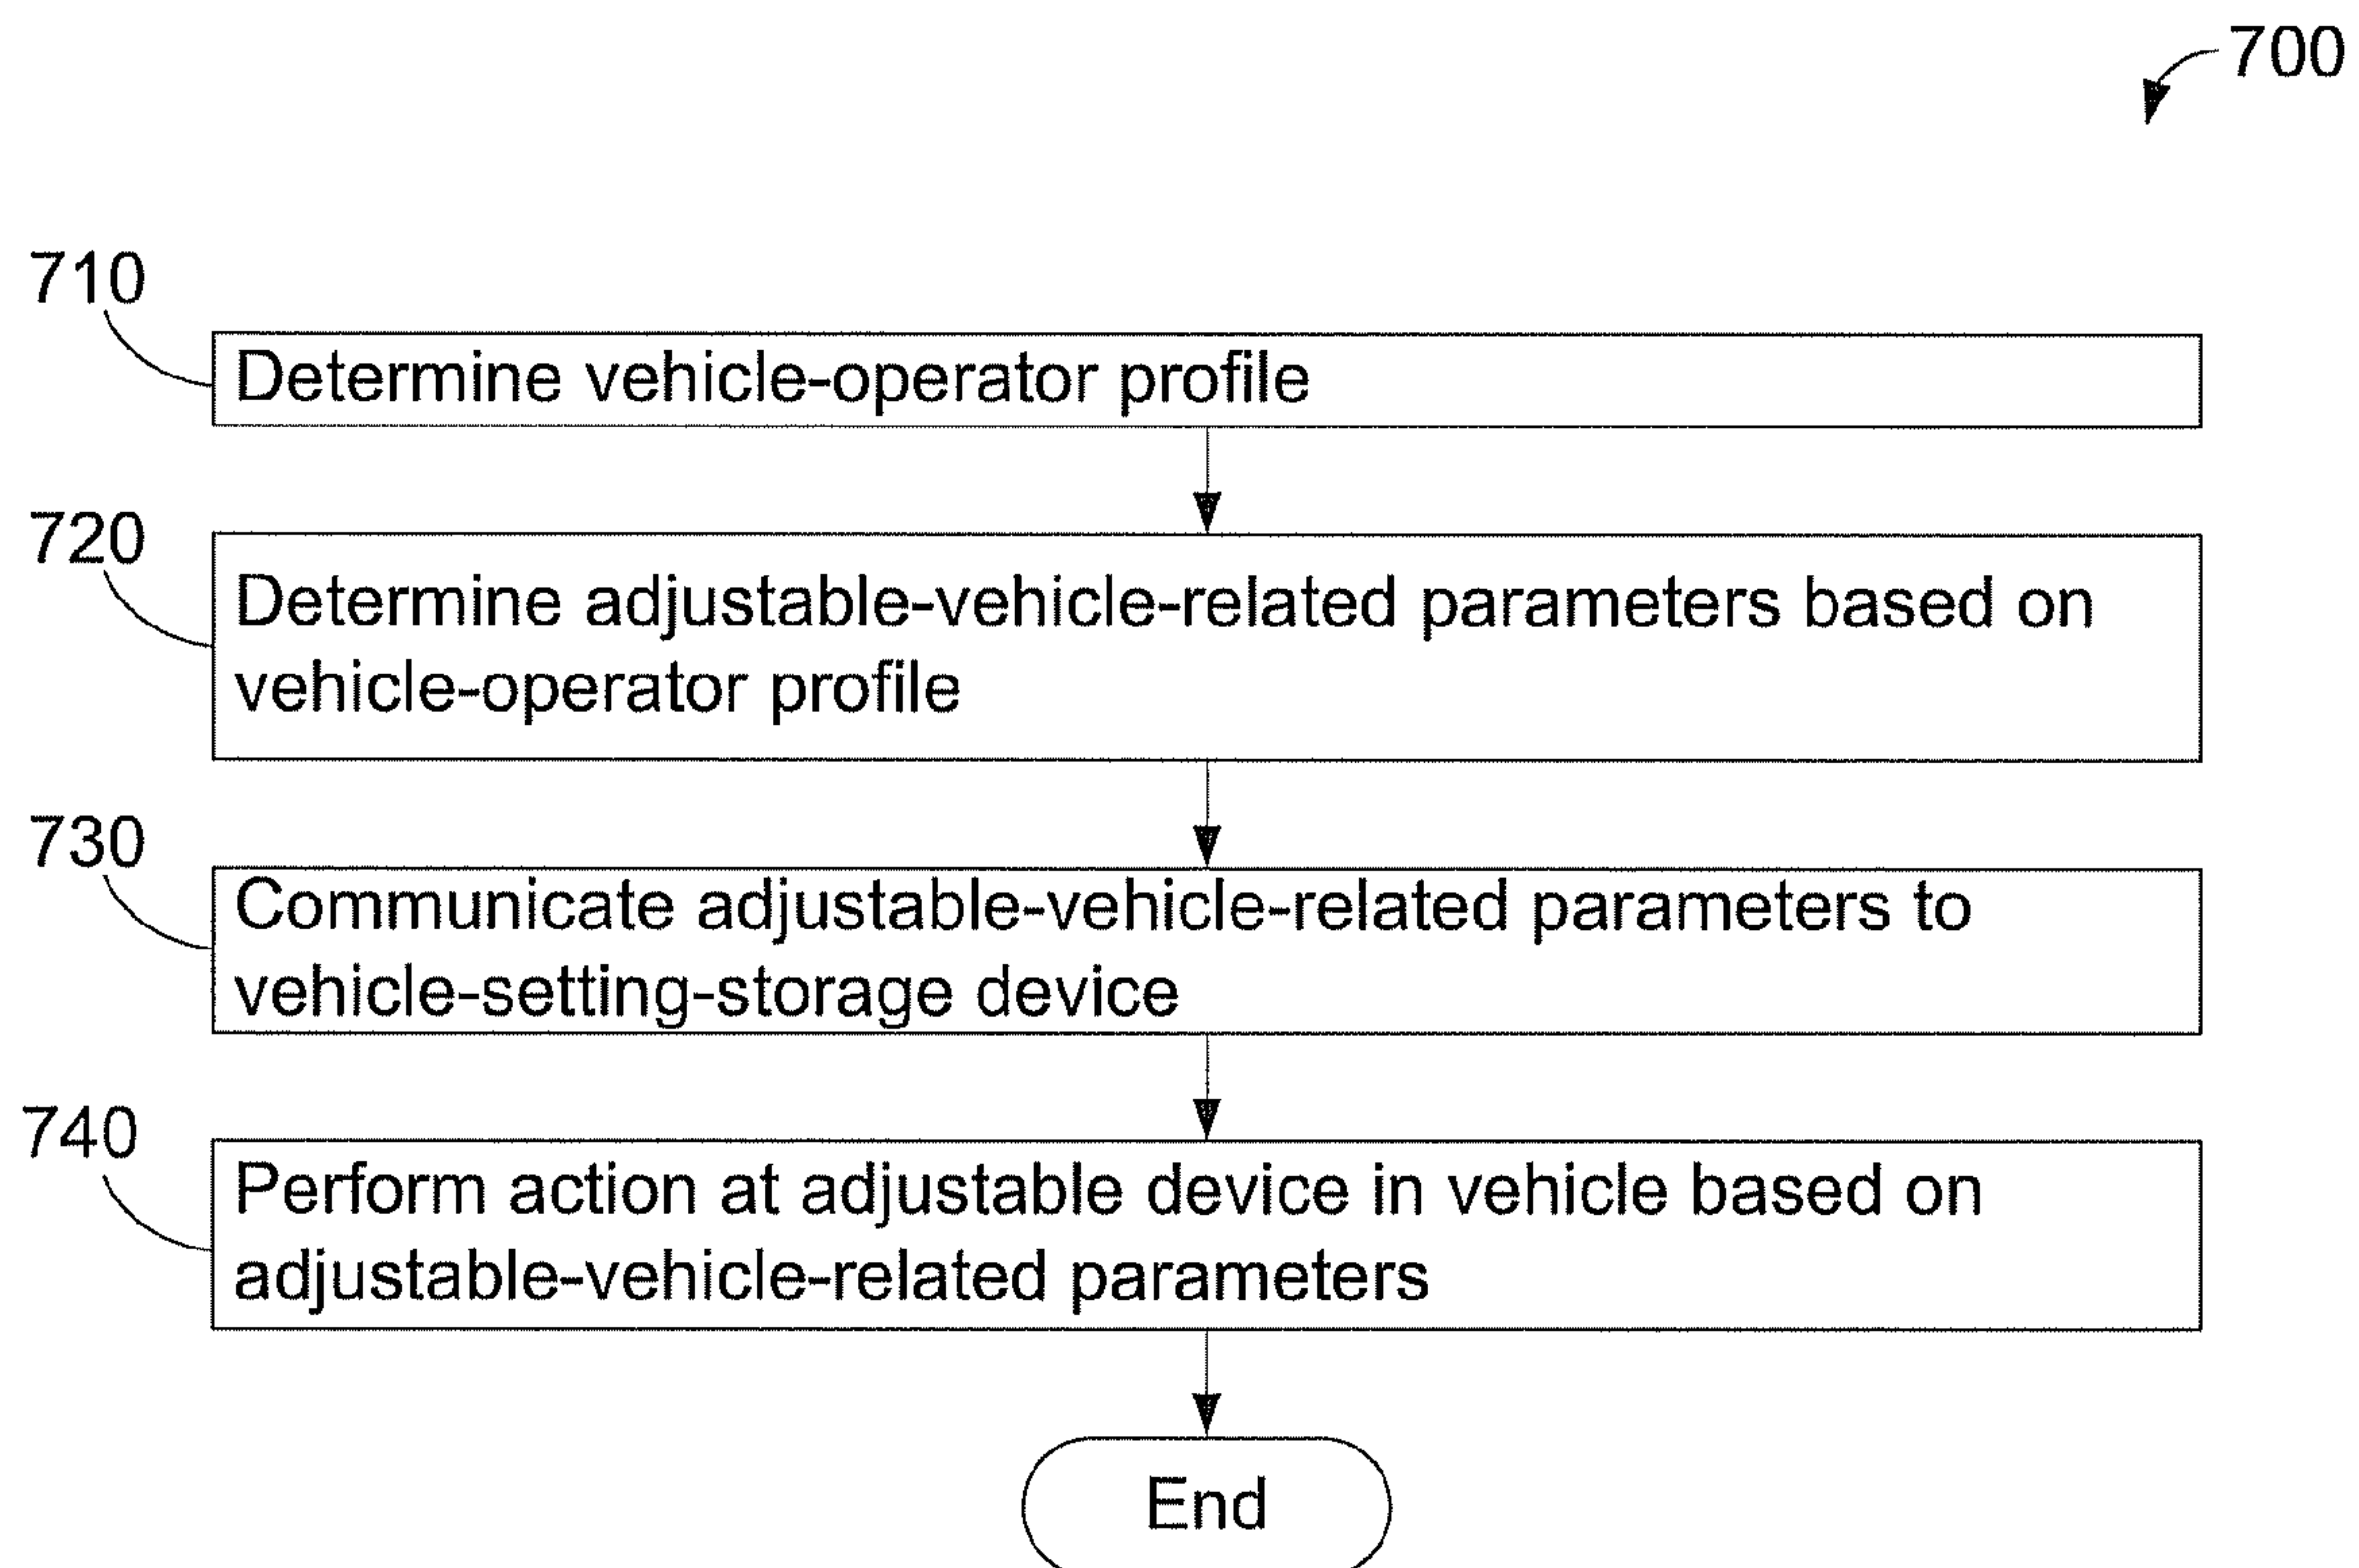 700
710
Determine vehicle-operator profile
720
Determine adjustable-vehicle-related parameters based on
vehicle-operator profile
730
Communicate adjustable-vehicle-related parameters to
vehicle-setting-storage device
740
Perform action at adjustable device in vehicle based on
adjustable-vehicle-related parameters
End